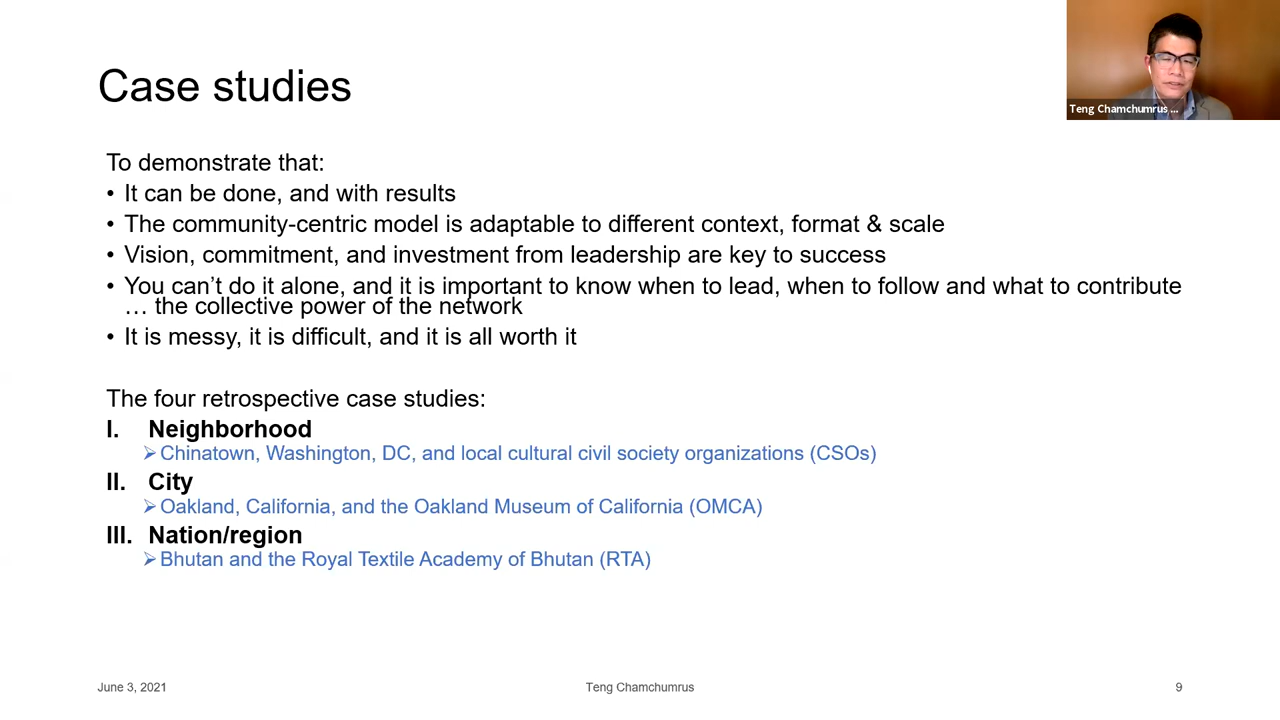 Case studies
Teng Chamchumrus ...
To demonstrate that:
• It can be done, and with results
• The community-centric model is adaptable to different context, format & scale
• Vision, commitment, and investment from leadership are key to success
• You can’t do it alone, and it is important to know when to lead, when to follow and what to contribute
… the collective power of the network
• It is messy, it is difficult, and it is all worth it
The four retrospective case studies:
I. Neighborhood
➢ Chinatown, Washington, DC, and local cultural civil society organizations (CSOs)
II. City
➢ Oakland, California, and the Oakland Museum of California (OMCA)
III. Nation/region
➢ Bhutan and the Royal Textile Academy of Bhutan (RTA)
June 3, 2021
Teng Chamchumrus
9